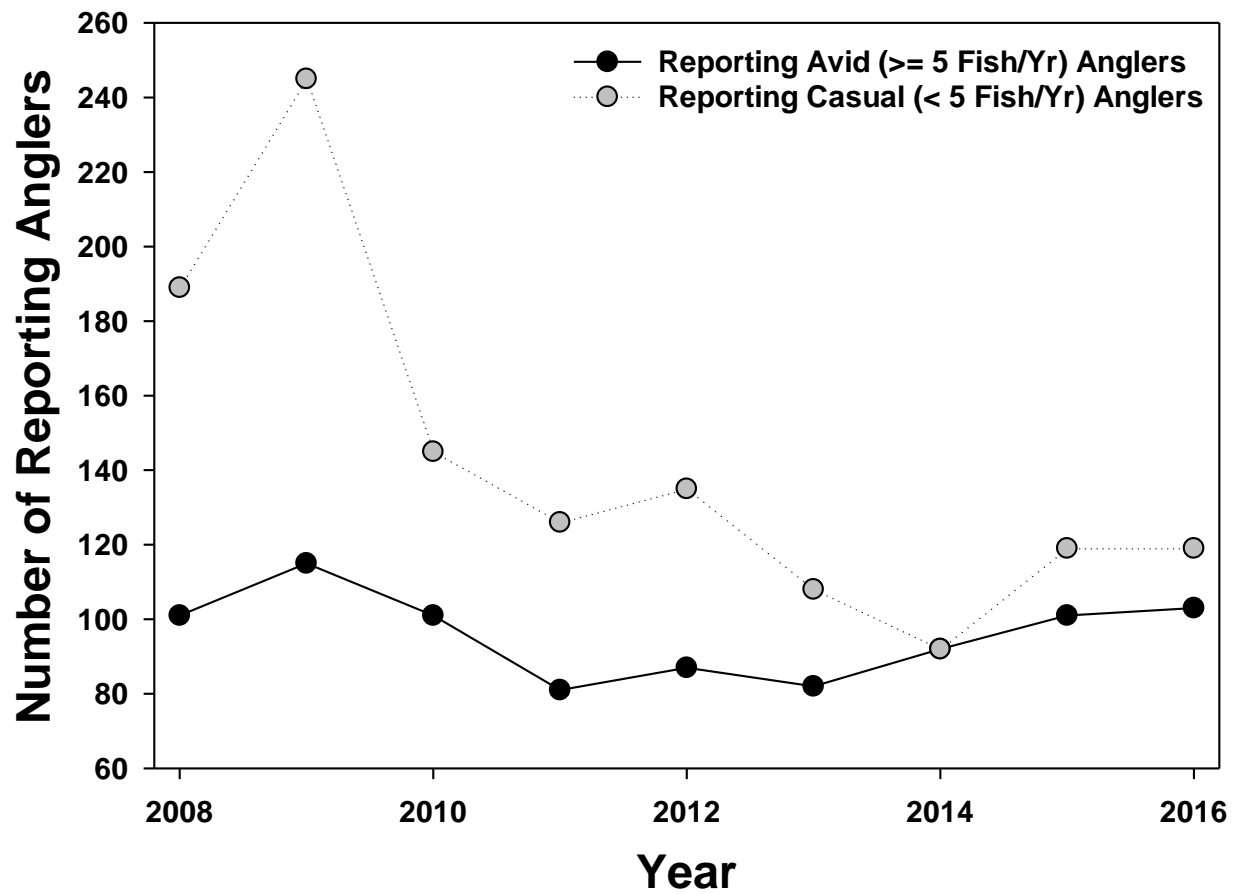 260
240
220
200
180
160
140
120
100
80
60
Number of Reporting Anglers
Reporting Avid (>= 5 Fish/Yr) Anglers
Reporting Casual (< 5 Fish/Yr) Anglers
2008 2010 2012 2014 2016
Year